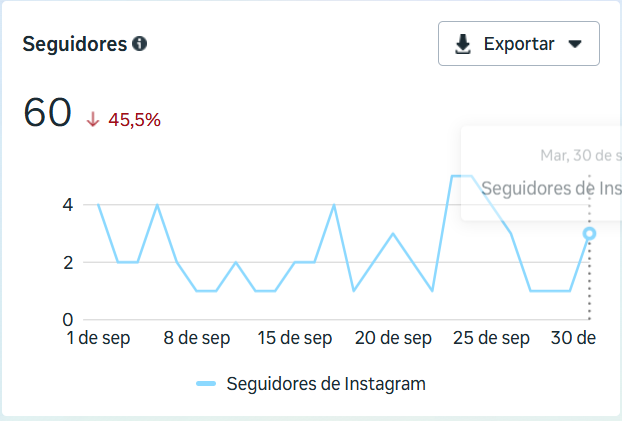 Seguidores
Exportar
60 45,5%
Mar, 30 de s
Seguidores de Ins
4
2
0
1 de sep 8 de sep 15 de sep 20 de sep 25 de sep 30 de
Seguidores de Instagram